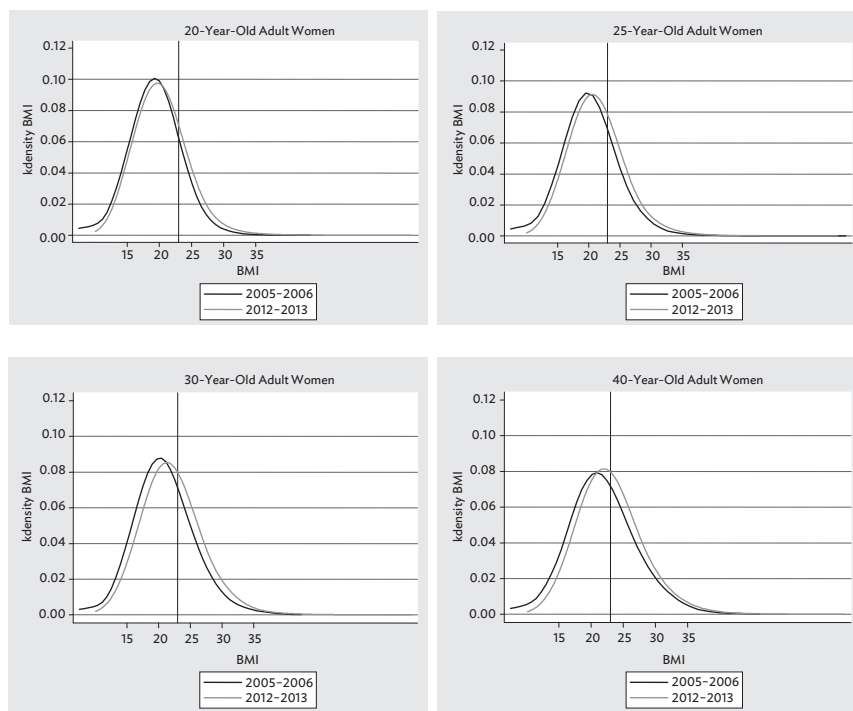 20-Year-Old Adult Women
0.12
0.10
0.08
0.06
0.04
0.02
0.00
kdensity BMI
15 20 25 30 35
BMI
2005–2006
2012–2013
25-Year-Old Adult Women
0.12
0.10
0.08
0.06
0.04
0.02
0.00
kdensity BMI
15 20 25 30 35
BMI
2005–2006
2012–2013
30-Year-Old Adult Women
0.12
0.10
0.08
0.06
0.04
0.02
0.00
kdensity BMI
15 20 25 30 35
BMI
2005–2006
2012–2013
40-Year-Old Adult Women
0.12
0.10
0.08
0.06
0.04
0.02
0.00
kdensity BMI
15 20 25 30 35
BMI
2005–2006
2012–2013